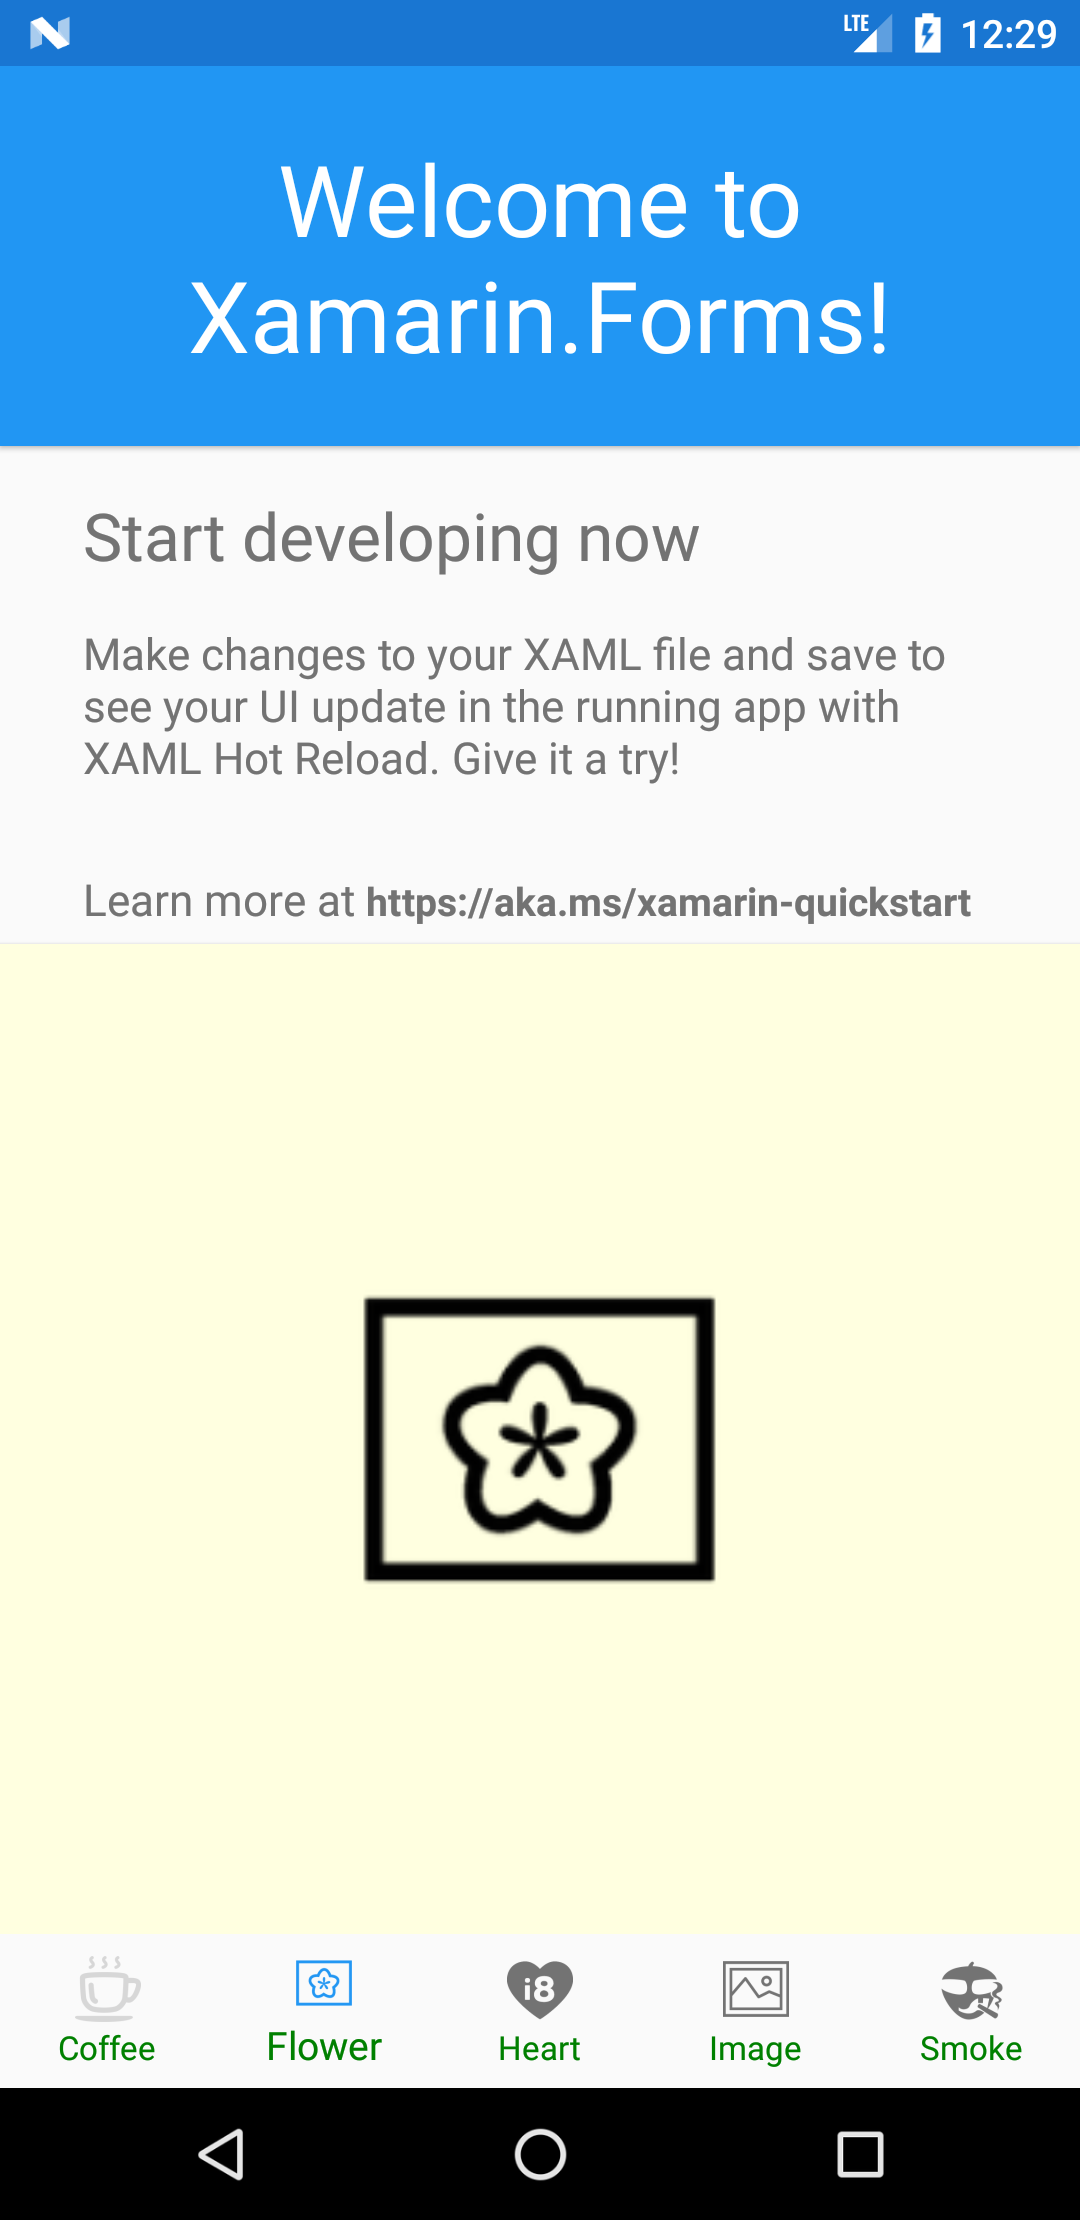 LTE 12:29
Welcome to
Xamarin.Forms!
Start developing now
Make changes to your XAML file and save to
see your UI update in the running app with
XAML Hot Reload. Give it a try!
Learn more at https://aka.ms/xamarin-quickstart
i8
Coffee Flower Heart Image Smoke